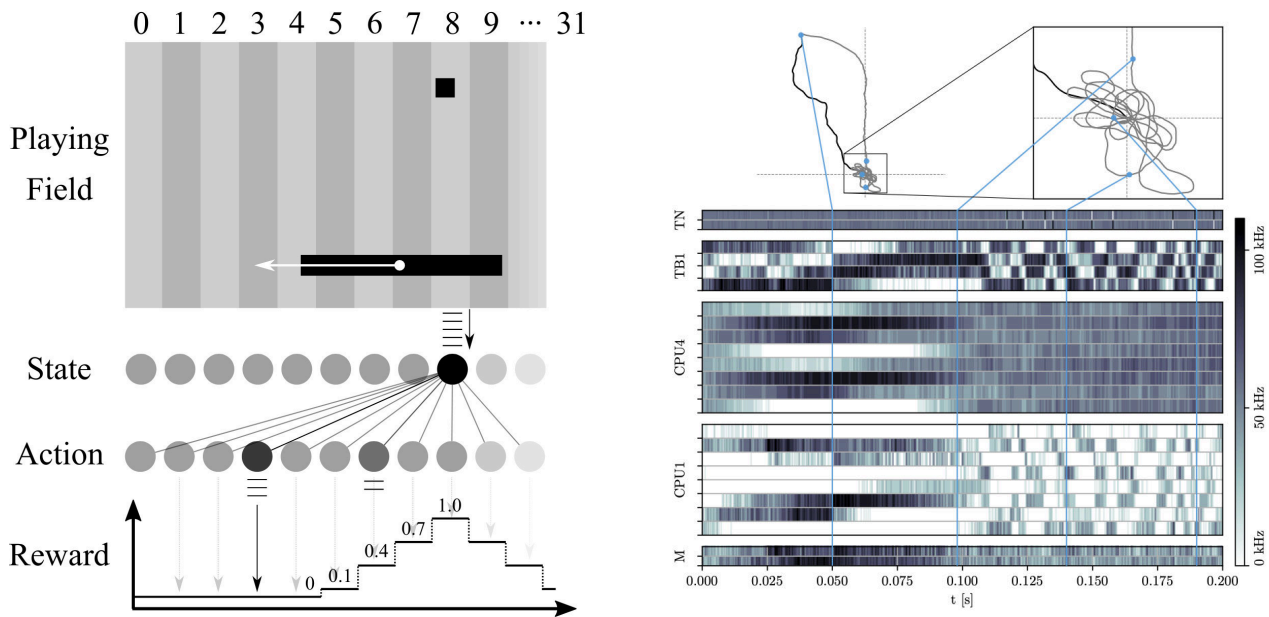 0 1 2 3 4 5 6 7 8 9 ··· 31
Playing
Field
State
Action
Reward
0
0.1
0.4
0.7
1.0
TN
TB1
CPU4
CPU1
M
0.000 0.025 0.050 0.075 0.100 0.125 0.150 0.175 0.200
t [s]
100 kHz
50 kHz
0 kHz